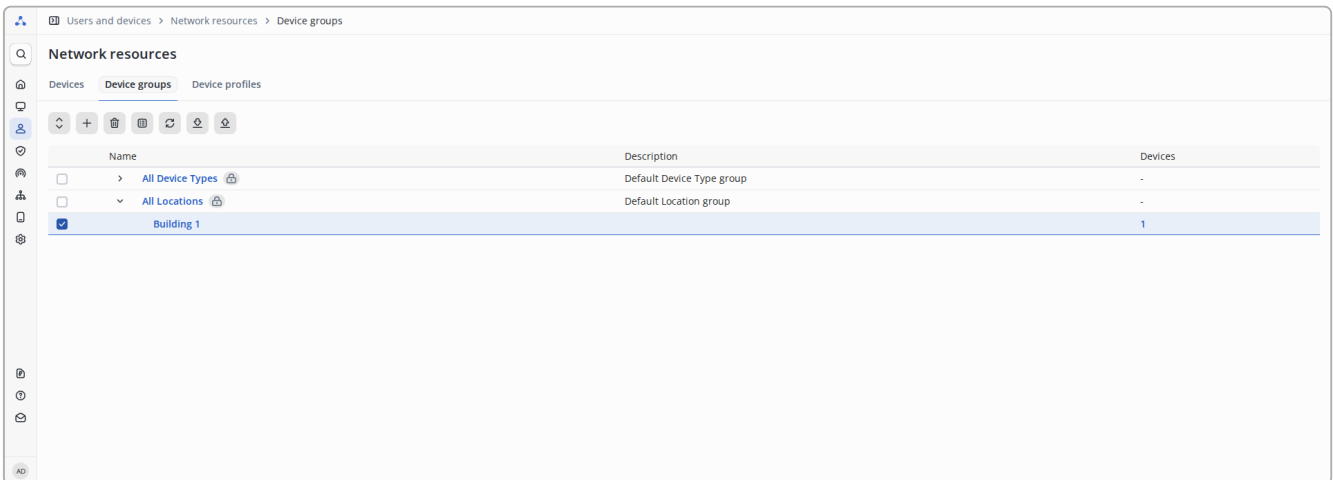 Users and devices > Network resources > Device groups
Network resources
Devices Device groups Device profiles
Name Description Devices
All Device Types Default Device Type group -
All Locations Default Location group -
Building 1 1
AD